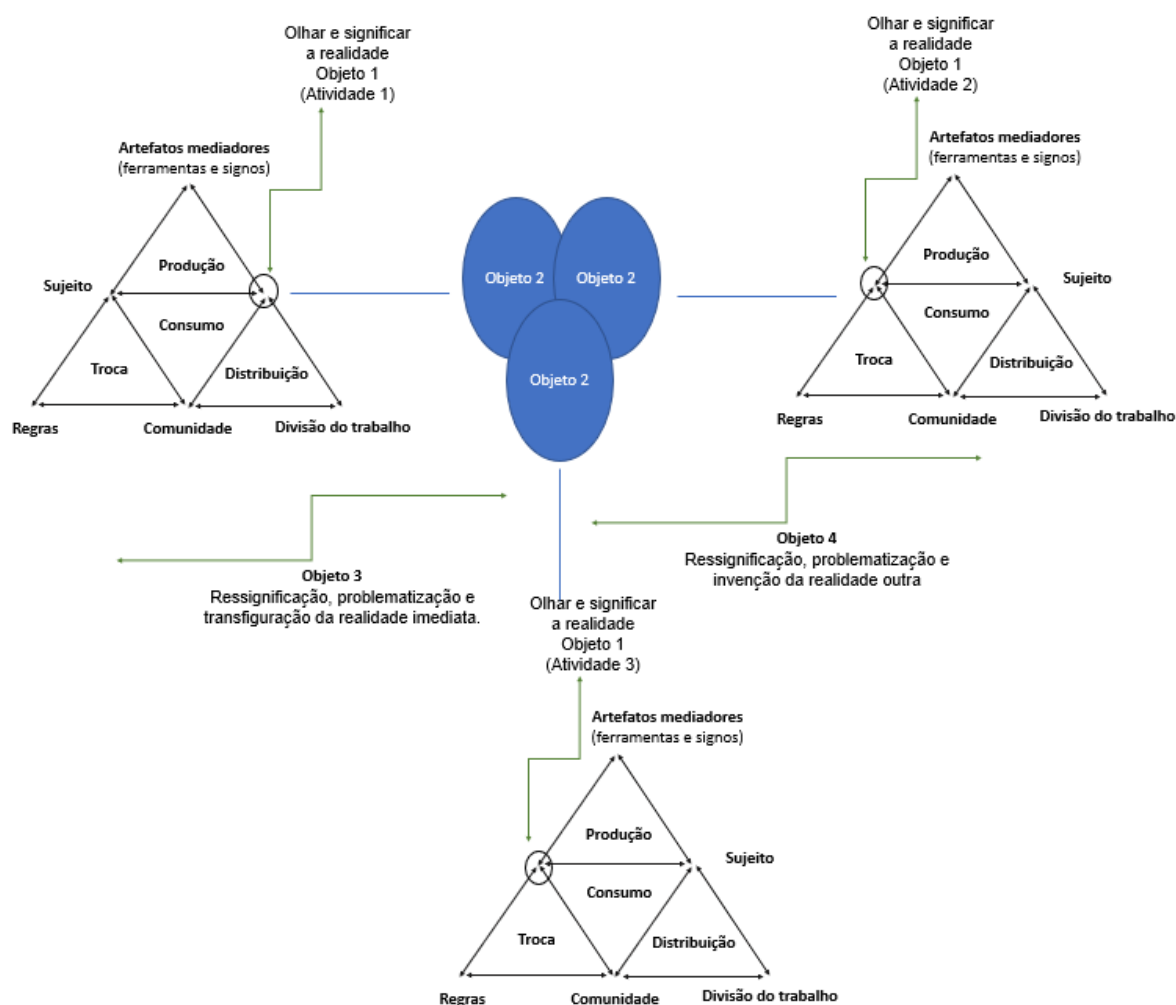 Olhar e significar
a realidade
Objeto 1
(Atividade 1)
Artefatos mediadores
(ferramentas e signos)
Produção
Sujeito
Consumo
Troca
Distribuição
Regras
Comunidade
Divisão do trabalho
Objeto 2
Objeto 2
Objeto 2
Olhar e significar
a realidade
Objeto 1
(Atividade 2)
Artefatos mediadores
(ferramentas e signos)
Produção
Sujeito
Consumo
Troca
Distribuição
Regras
Comunidade
Divisão do trabalho
Objeto 3
Ressignificação, problematização e
transfiguração da realidade imediata.
Objeto 4
Ressignificação, problematização e
invenção da realidade outra
Olhar e significar
a realidade
Objeto 1
(Atividade 3)
Artefatos mediadores
(ferramentas e signos)
Produção
Sujeito
Consumo
Troca
Distribuição
Regras
Comunidade
Divisão do trabalho